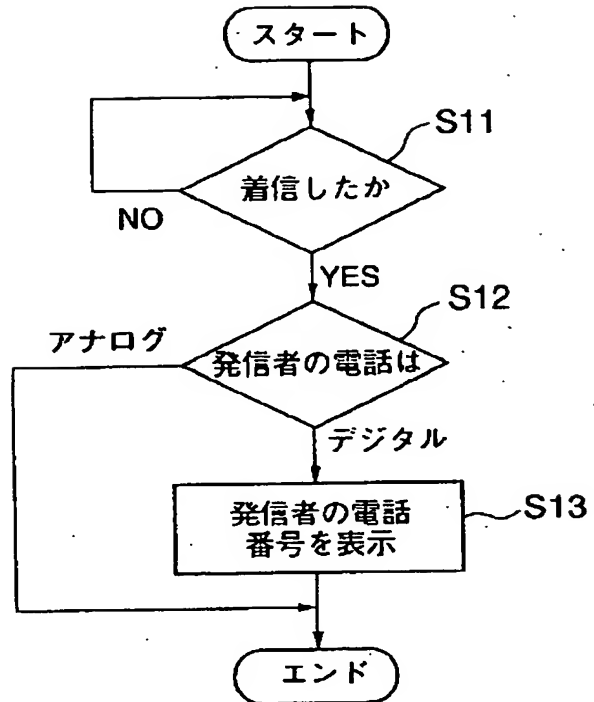 スタート
S11
着信したか
NO
YES
S12
アナログ
発信者の電話は
デジタル
発信者の電話
番号を表示
S13
エンド